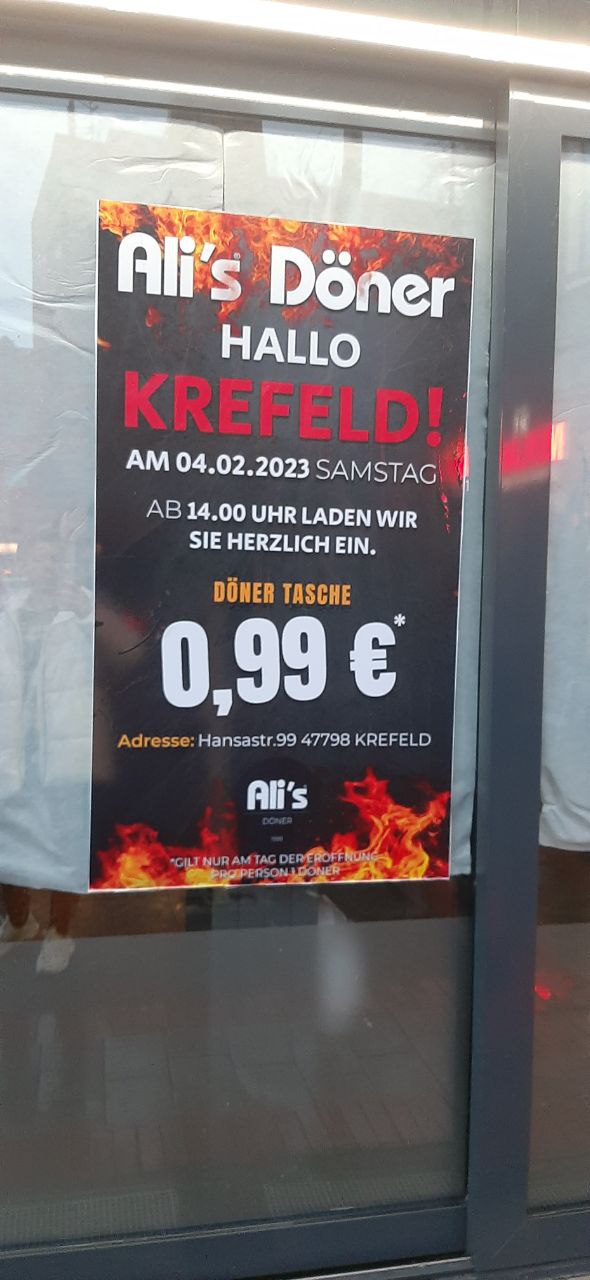 Ali's Döner
HALLO
KREFELD!
AM 04.02.2023 SAMSTAG
AB 14.00 UHR LADEN WIR
SIE HERZLICH EIN.
DÖNER TASCHE
0,99 €*
Adresse: Hansastr.99 47798 KREFELD
Ali's
DÖNER
*GILT NUR AM TAG DER ERÖFFNUNG
PRO PERSON 1 DÖNER